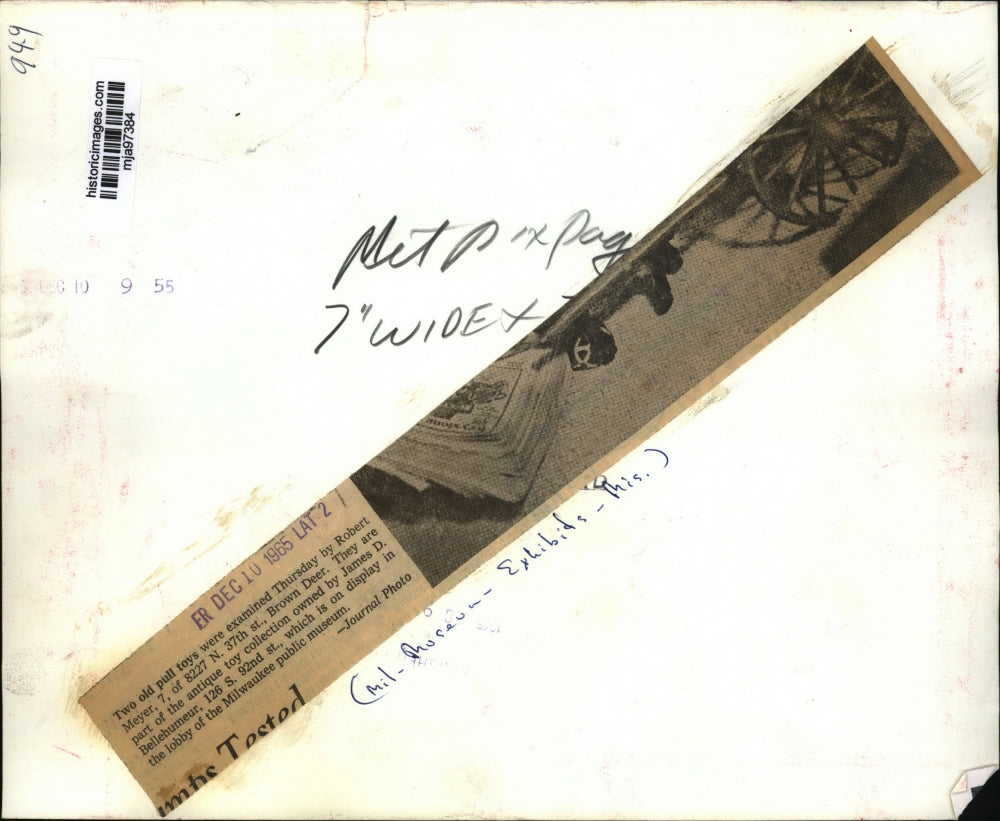 949
historicimages.com
mja97384
DEC 10 9 55
Met pix pag
7" WIDE X
FR DEC 10 1965 LAT 2
Two old pull toys were examined Thursday by Robert
Meyer, 7, of 8227 N. 37th st., Brown Deer. They are
part of the antique toy collection owned by James D.
Bellehumeur, 126 S. 92nd st., which is on display in
the lobby of the Milwaukee public museum.
—Journal Photo
mbs Tested
(Mil- Museum- Exhibids - Mis.)